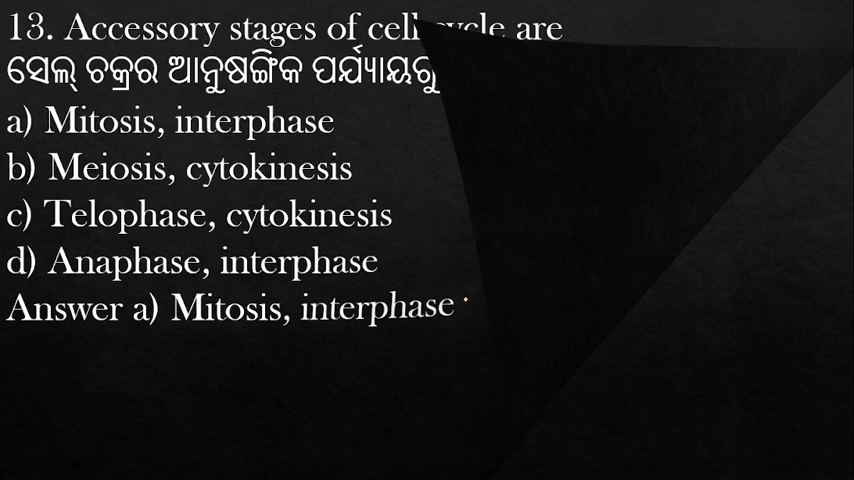 13. Accessory stages of cell cycle are
ସେଲ୍ ଚକ୍ରର ଆନୁଷଙ୍ଗିକ ପର୍ଯ୍ୟାୟଗୁ
a) Mitosis, interphase
b) Meiosis, cytokinesis
c) Telophase, cytokinesis
d) Anaphase, interphase
Answer a) Mitosis, interphase